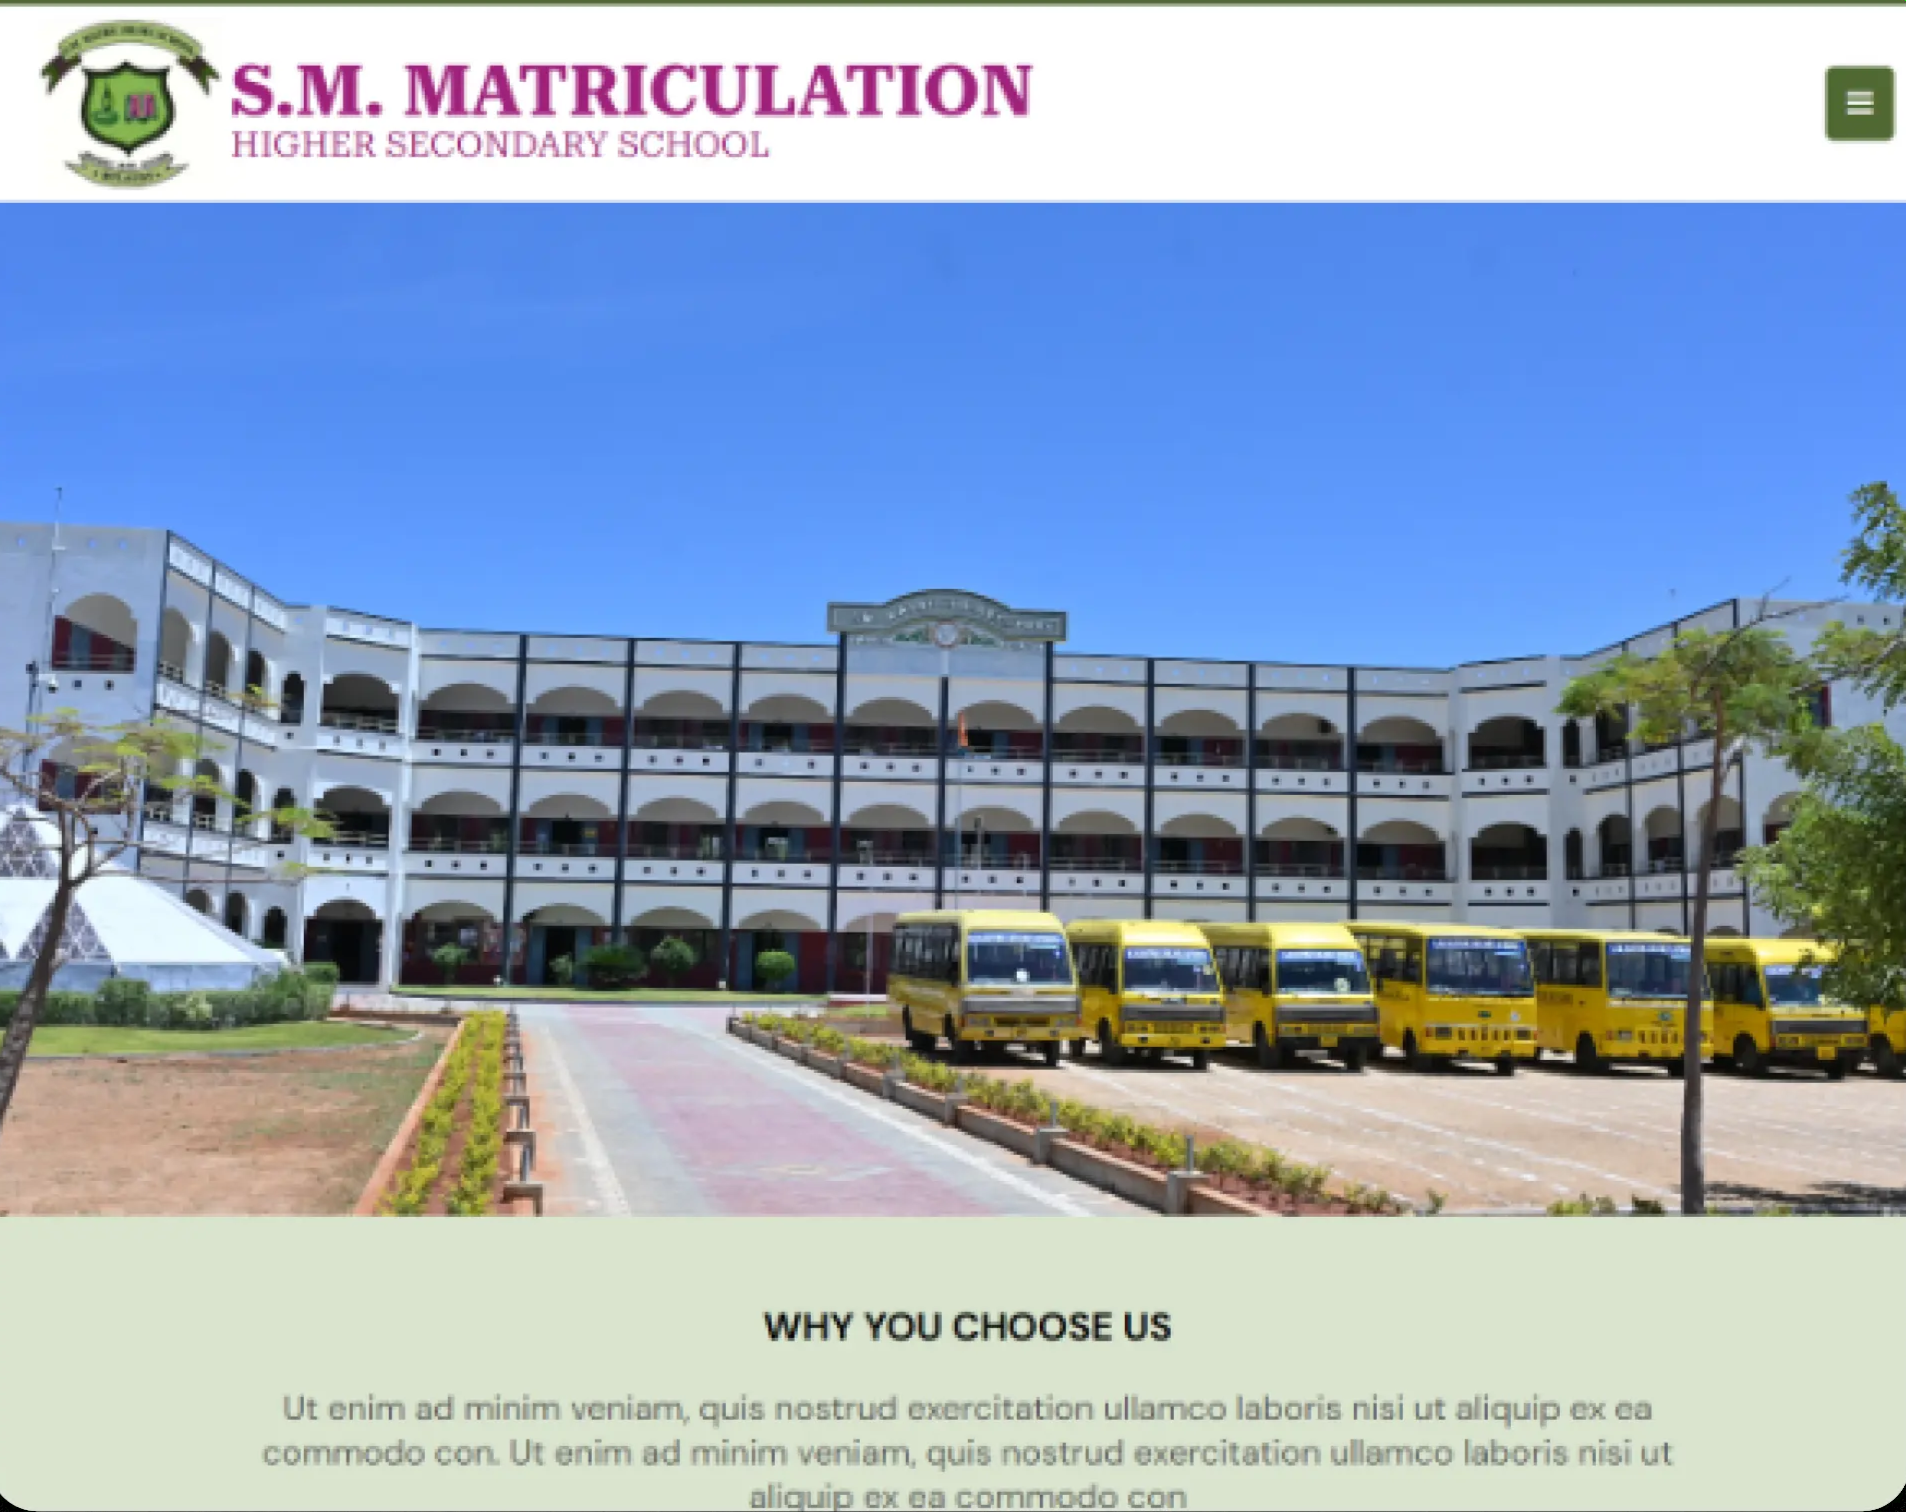 S.M. MATRICULATION
HIGHER SECONDARY SCHOOL
WHY YOU CHOOSE US
Ut enim ad minim veniam, quis nostrud exercitation ullamco laboris nisi ut aliquip ex ea
commodo con. Ut enim ad minim veniam, quis nostrud exercitation ullamco laboris nisi ut
aliquip ex ea commodo con